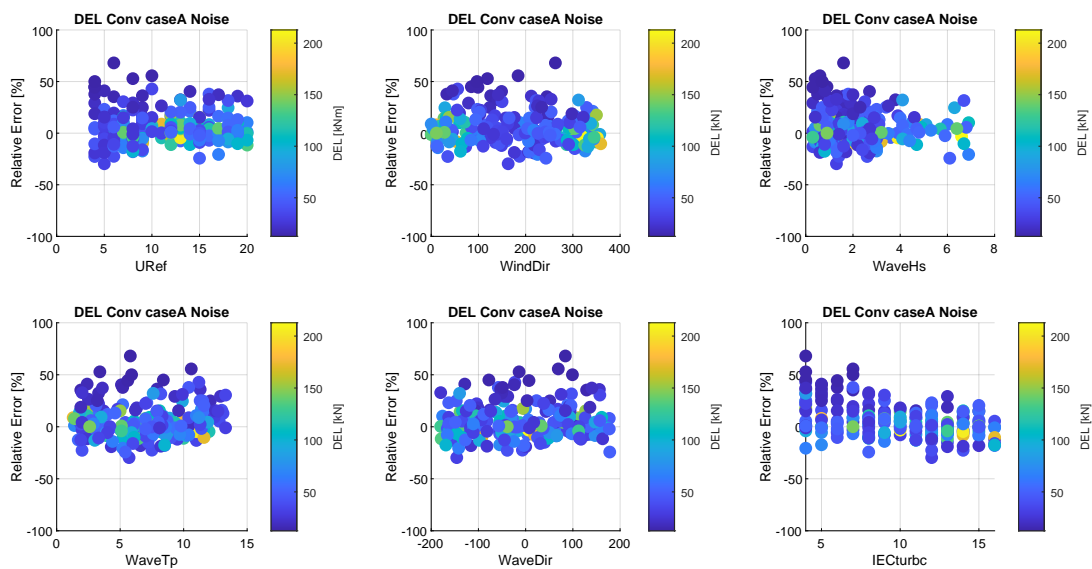 DEL Conv caseA Noise
100
50
0
-50
-100
Relative Error [%]
0 5 10 15 20
URef
200
150
100
50
DEL [kNm]
DEL Conv caseA Noise
100
50
0
-50
-100
Relative Error [%]
0 100 200 300 400
WindDir
200
150
100
50
DEL [kN]
DEL Conv caseA Noise
100
50
0
-50
-100
Relative Error [%]
0 2 4 6 8
WaveHs
200
150
100
50
DEL [kN]
DEL Conv caseA Noise
100
50
0
-50
-100
Relative Error [%]
0 5 10 15
WaveTp
200
150
100
50
DEL [kN]
DEL Conv caseA Noise
100
50
0
-50
-100
Relative Error [%]
-200 -100 0 100 200
WaveDir
200
150
100
50
DEL [kN]
DEL Conv caseA Noise
100
50
0
-50
-100
Relative Error [%]
5 10 15
IECturbc
200
150
100
50
DEL [kN]